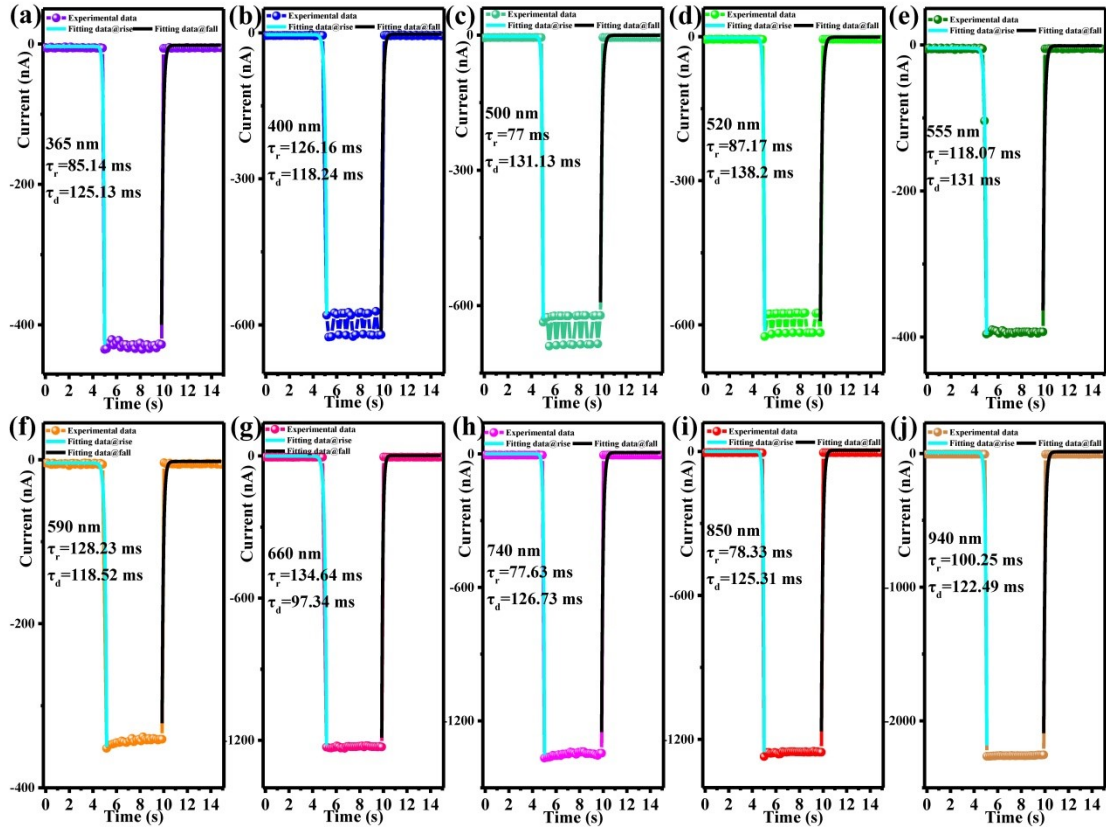 (a)
Experimental data
Fitting data@rise
Fitting data@fall
Current (nA)
0
-200
-400
365 nm
τr=85.14 ms
τd=125.13 ms
0 2 4 6 8 10 12 14
Time (s)
(b)
Experimental data
Fitting data@rise
Fitting data@fall
Current (nA)
0
-300
-600
400 nm
τr=126.16 ms
τd=118.24 ms
0 2 4 6 8 10 12 14
Time (s)
(c)
Experimental data
Fitting data@rise
Fitting data@fall
Current (nA)
0
-300
-600
500 nm
τr=77 ms
τd=131.13 ms
0 2 4 6 8 10 12 14
Time (s)
(d)
Experimental data
Fitting data@rise
Fitting data@fall
Current (nA)
0
-300
-600
520 nm
τr=87.17 ms
τd=138.2 ms
0 2 4 6 8 10 12 14
Time (s)
(e)
Experimental data
Fitting data@rise
Fitting data@fall
Current (nA)
0
-200
-400
555 nm
τr=118.07 ms
τd=131 ms
0 2 4 6 8 10 12 14
Time (s)
(f)
Experimental data
Fitting data@rise
Fitting data@fall
Current (nA)
0
-200
-400
590 nm
τr=128.23 ms
τd=118.52 ms
0 2 4 6 8 10 12 14
Time (s)
(g)
Experimental data
Fitting data@rise
Fitting data@fall
Current (nA)
0
-600
-1200
660 nm
τr=134.64 ms
τd=97.34 ms
0 2 4 6 8 10 12 14
Time (s)
(h)
Experimental data
Fitting data@rise
Fitting data@fall
Current (nA)
0
-600
-1200
740 nm
τr=77.63 ms
τd=126.73 ms
0 2 4 6 8 10 12 14
Time (s)
(i)
Experimental data
Fitting data@rise
Fitting data@fall
Current (nA)
0
-600
-1200
850 nm
τr=78.33 ms
τd=125.31 ms
0 2 4 6 8 10 12 14
Time (s)
(j)
Experimental data
Fitting data@rise
Fitting data@fall
Current (nA)
0
-1000
-2000
940 nm
τr=100.25 ms
τd=122.49 ms
0 2 4 6 8 10 12 14
Time (s)